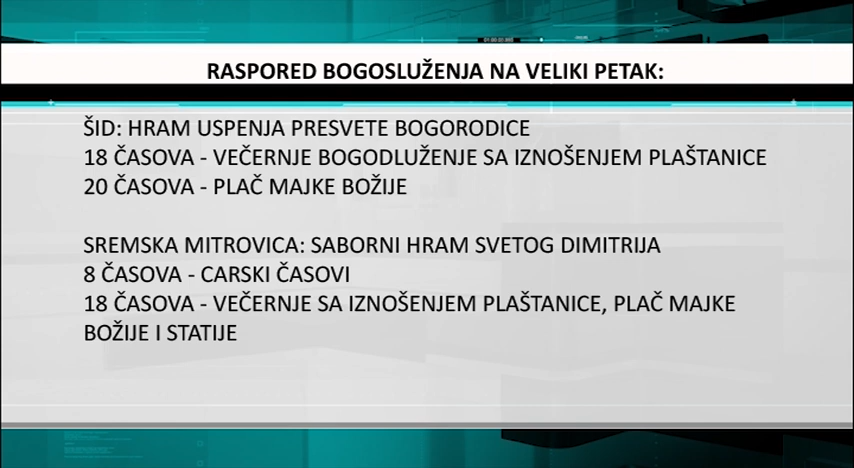 RASPORED BOGOSLUŽENJA NA VELIKI PETAK:
ŠID: HRAM USPENJA PRESVETE BOGORODICE
18 ČASOVA - VEČERNJE BOGODLUŽENJE SA IZNOŠENJEM PLAŠTANICE
20 ČASOVA - PLAČ MAJKE BOŽIJE
SREMSKA MITROVICA: SABORNI HRAM SVETOG DIMITRIJA
8 ČASOVA - CARSKI ČASOVI
18 ČASOVA - VEČERNJE SA IZNOŠENJEM PLAŠTANICE, PLAČ MAJKE
BOŽIJE I STATIJE